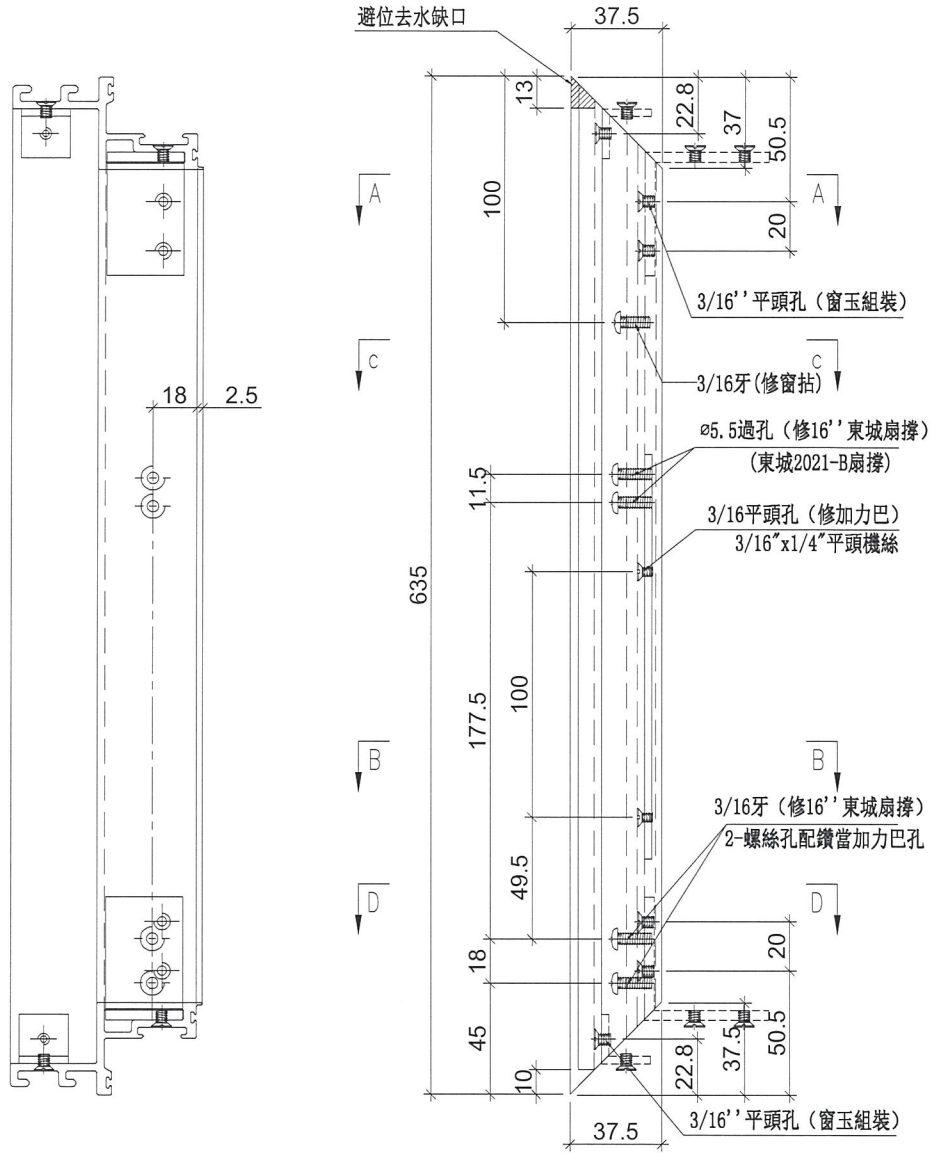 避位去水缺口
37.5
13
22.8
37
50.5
A
A
100
20
3/16''平頭孔（窗玉組裝）
C
C
3/16牙(修窗拈)
18
2.5
ø5.5過孔（修16''東城扇撐）
(東城2021-B扇撐)
11.5
3/16平頭孔（修加力巴）
3/16"x1/4"平頭機絲
635
100
177.5
B
B
3/16牙（修16''東城扇撐）
2-螺絲孔配鑽當加力巴孔
49.5
D
D
20
18
45
50.5
37.5
22.8
10
3/16''平頭孔（窗玉組裝）
37.5